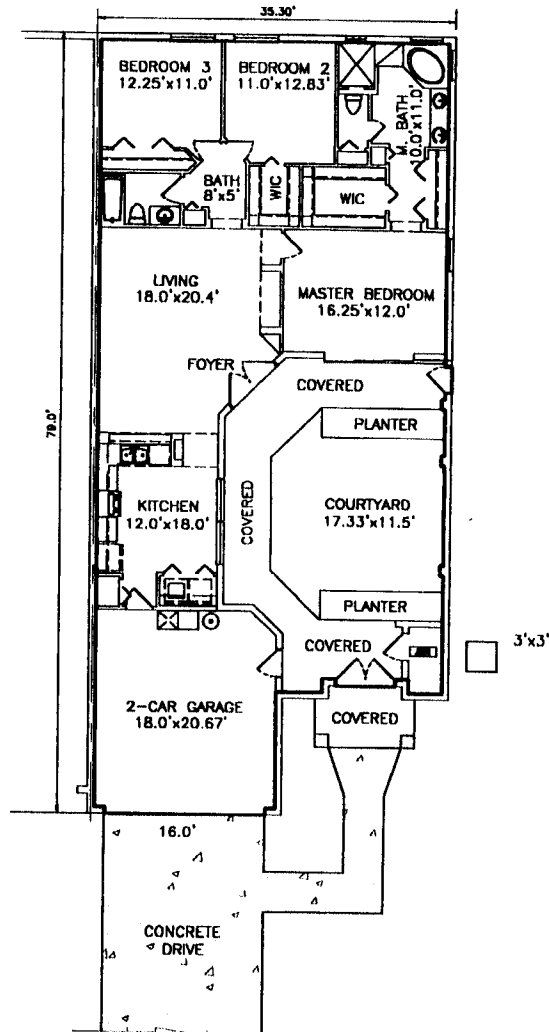 35.30'
BEDROOM 3
12.25'x11.0'
BEDROOM 2
11.0'x12.83'
M. BATH
10.0'x11.0'
BATH
8'x5'
WIC
WIC
LIVING
18.0'x20.4'
MASTER BEDROOM
16.25'x12.0'
FOYER
COVERED
79.0'
PLANTER
KITCHEN
12.0'x18.0'
COVERED
COURTYARD
17.33'x11.5'
PLANTER
COVERED
3'x3'
2-CAR GARAGE
18.0'x20.67'
COVERED
16.0'
CONCRETE
DRIVE